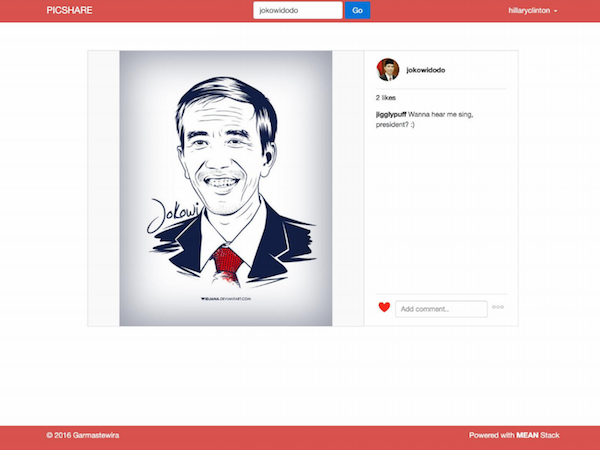 PICSHARE
jokowidodo
Go
hillaryclinton
jokowidodo
2 likes
jigglypuff Wanna hear me sing,
president? :)
Jokowi
Add comment..
© 2016 Garmastewira
Powered with MEAN Stack